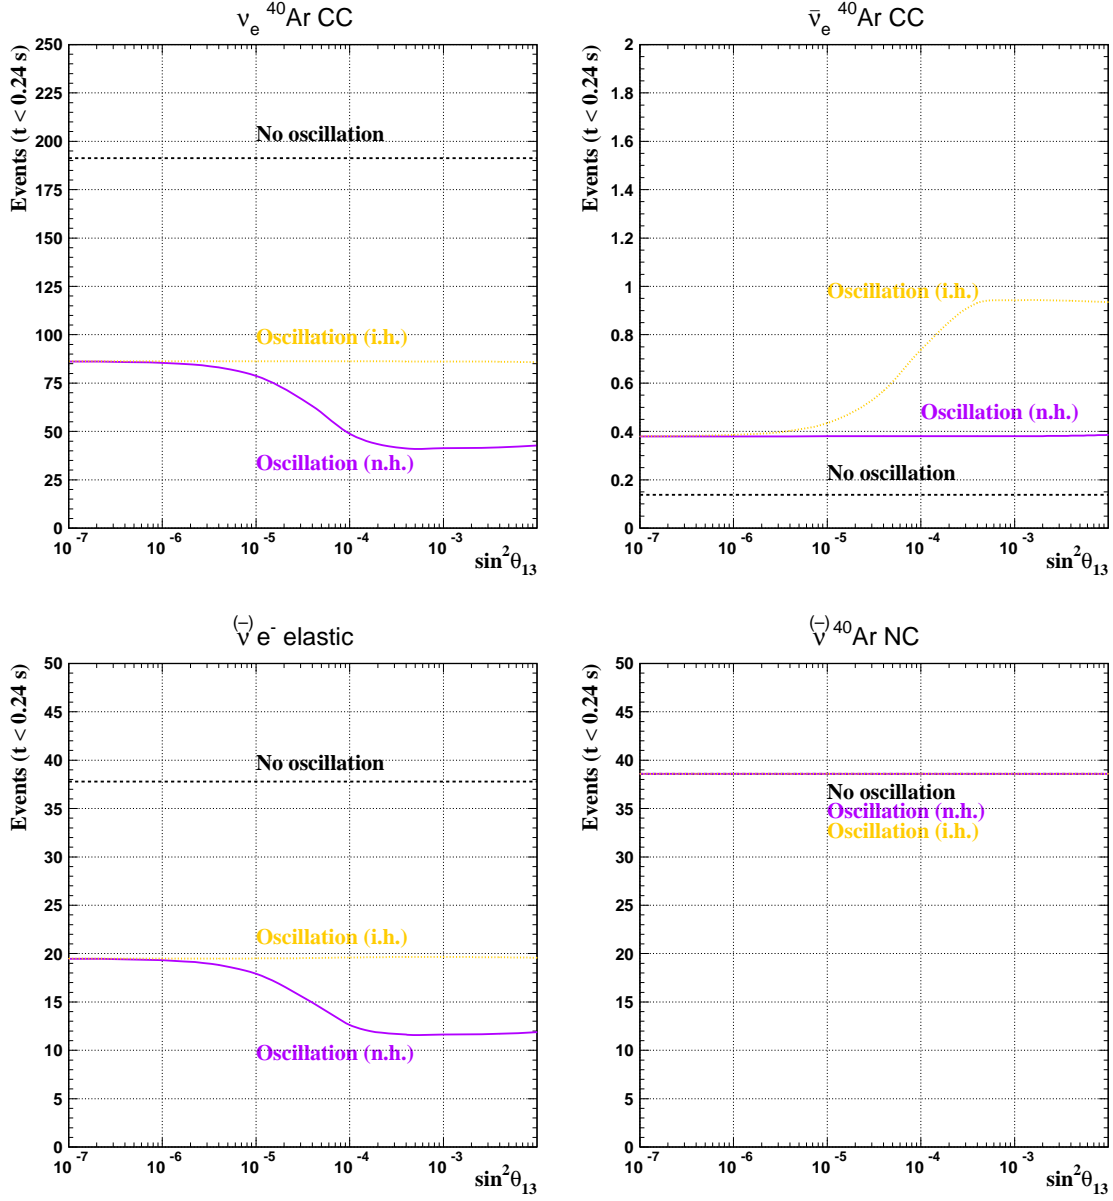 ν_e ⁴⁰Ar CC
Events (t < 0.24 s)
250
225
200
175
150
125
100
75
50
25
0
No oscillation
Oscillation (i.h.)
Oscillation (n.h.)
10⁻⁷ 10⁻⁶ 10⁻⁵ 10⁻⁴ 10⁻³
sin²θ₁₃
ν̄_e ⁴⁰Ar CC
Events (t < 0.24 s)
2
1.8
1.6
1.4
1.2
1
0.8
0.6
0.4
0.2
0
Oscillation (i.h.)
Oscillation (n.h.)
No oscillation
10⁻⁷ 10⁻⁶ 10⁻⁵ 10⁻⁴ 10⁻³
sin²θ₁₃
(–)
ν e⁻ elastic
Events (t < 0.24 s)
50
45
40
35
30
25
20
15
10
5
0
No oscillation
Oscillation (i.h.)
Oscillation (n.h.)
10⁻⁷ 10⁻⁶ 10⁻⁵ 10⁻⁴ 10⁻³
sin²θ₁₃
(–)
ν ⁴⁰Ar NC
Events (t < 0.24 s)
50
45
40
35
30
25
20
15
10
5
0
No oscillation
Oscillation (n.h.)
Oscillation (i.h.)
10⁻⁷ 10⁻⁶ 10⁻⁵ 10⁻⁴ 10⁻³
sin²θ₁₃